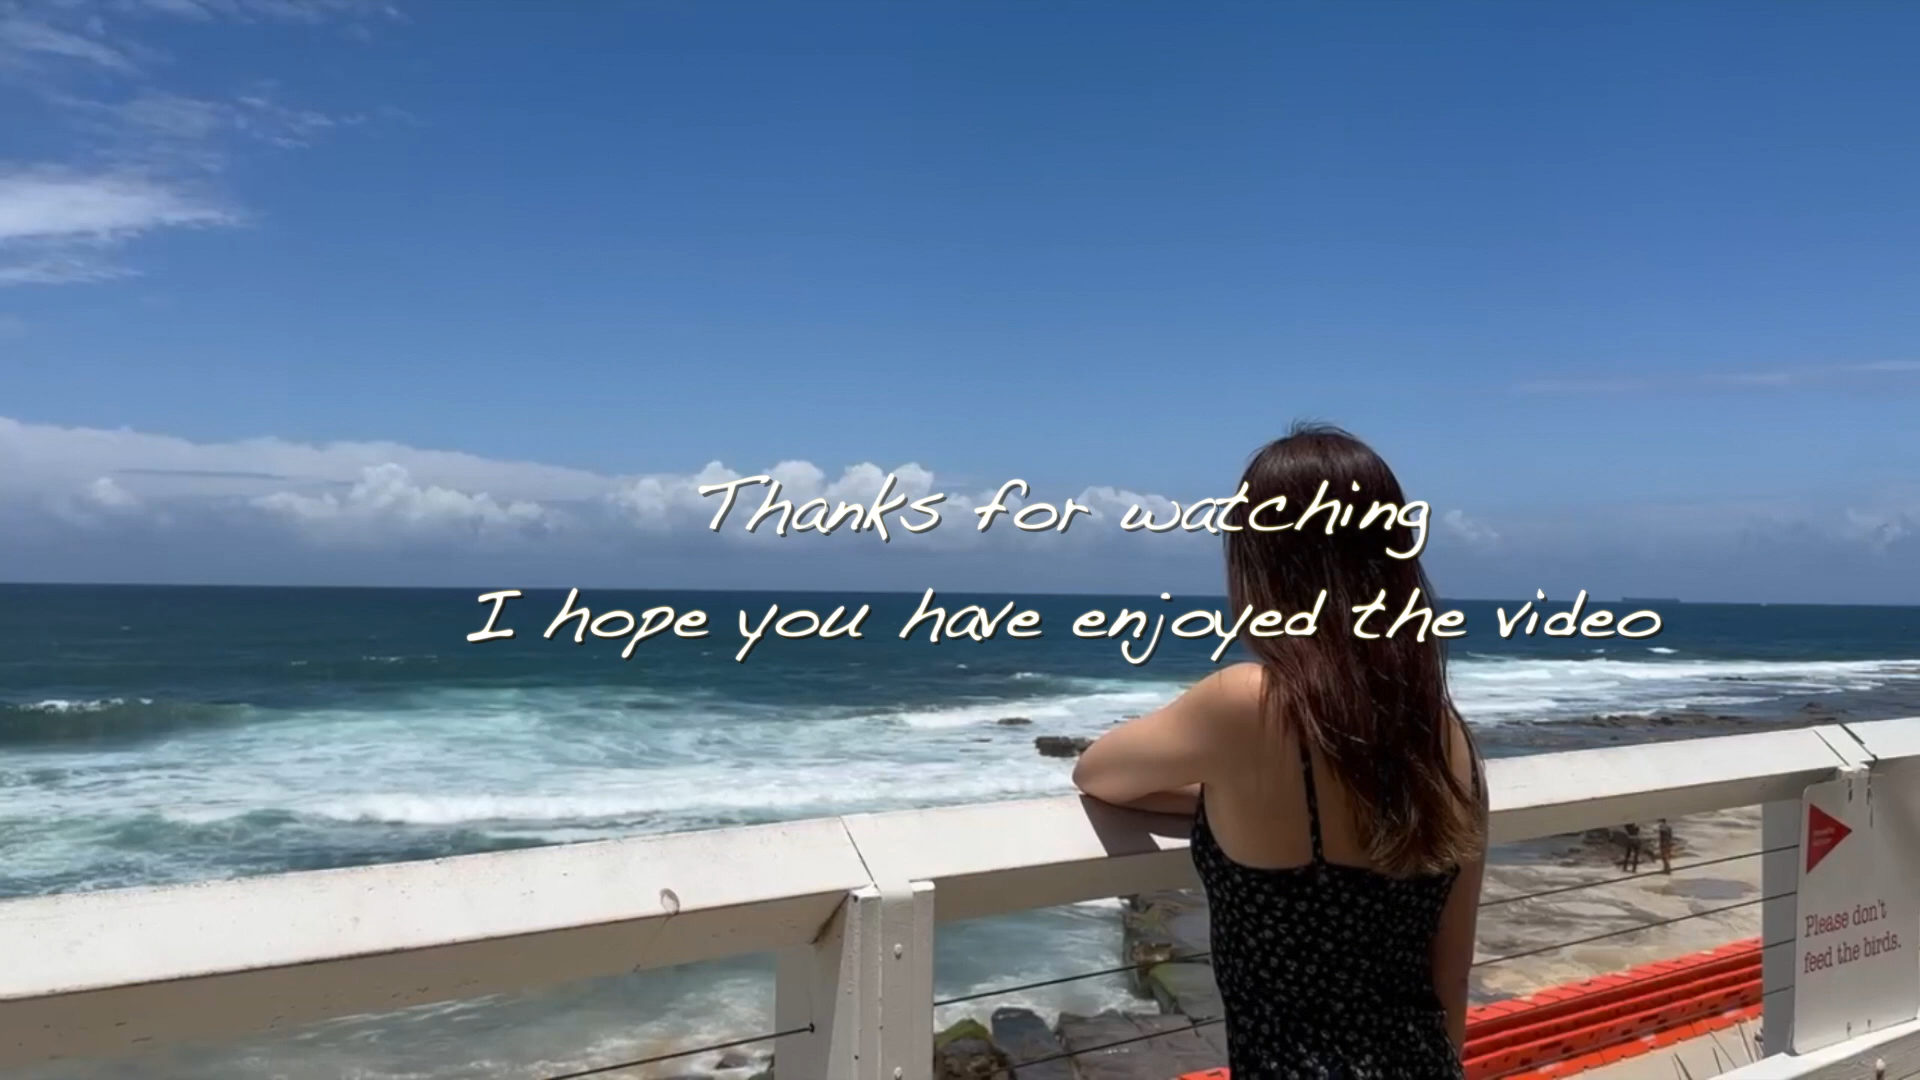 Thanks for watching
I hope you have enjoyed the video
Please don't
feed the birds.